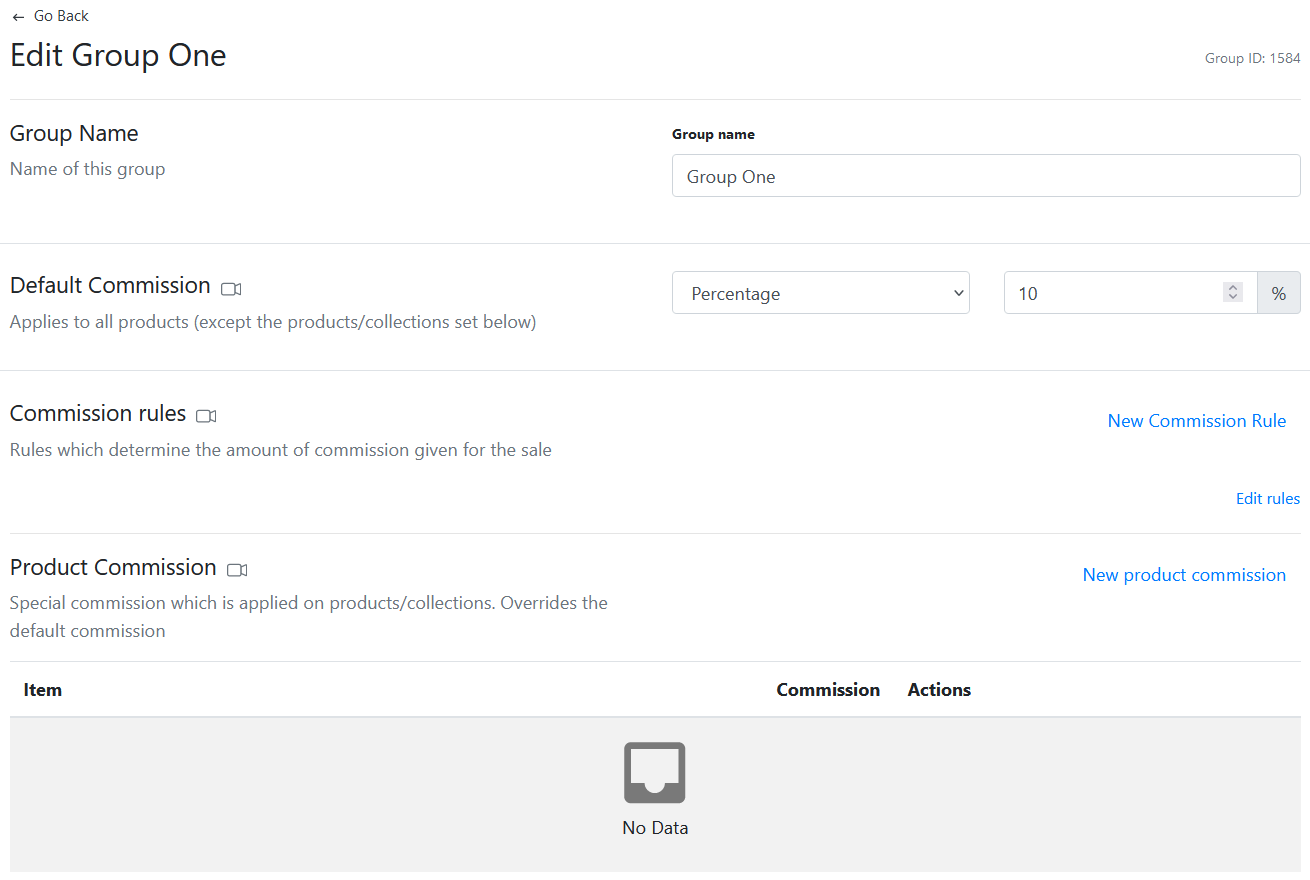 ← Go Back
Edit Group One
Group ID: 1584
Group Name
Name of this group
Group name
Group One
Default Commission
Applies to all products (except the products/collections set below)
Percentage
10
%
Commission rules
Rules which determine the amount of commission given for the sale
New Commission Rule
Edit rules
Product Commission
Special commission which is applied on products/collections. Overrides the
default commission
New product commission
Item Commission Actions
No Data